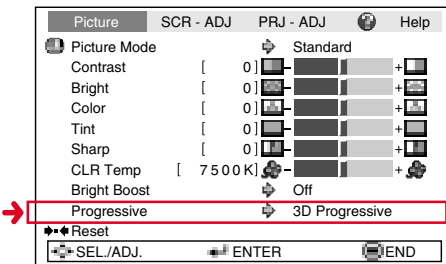 Picture SCR - ADJ PRJ - ADJ ? Help
Picture Mode Standard
Contrast [ 0] - +
Bright [ 0] - +
Color [ 0] - +
Tint [ 0] - +
Sharp [ 0] - +
CLR Temp [ 7500K] - +
Bright Boost Off
Progressive 3D Progressive
Reset
SEL./ADJ. ENTER END